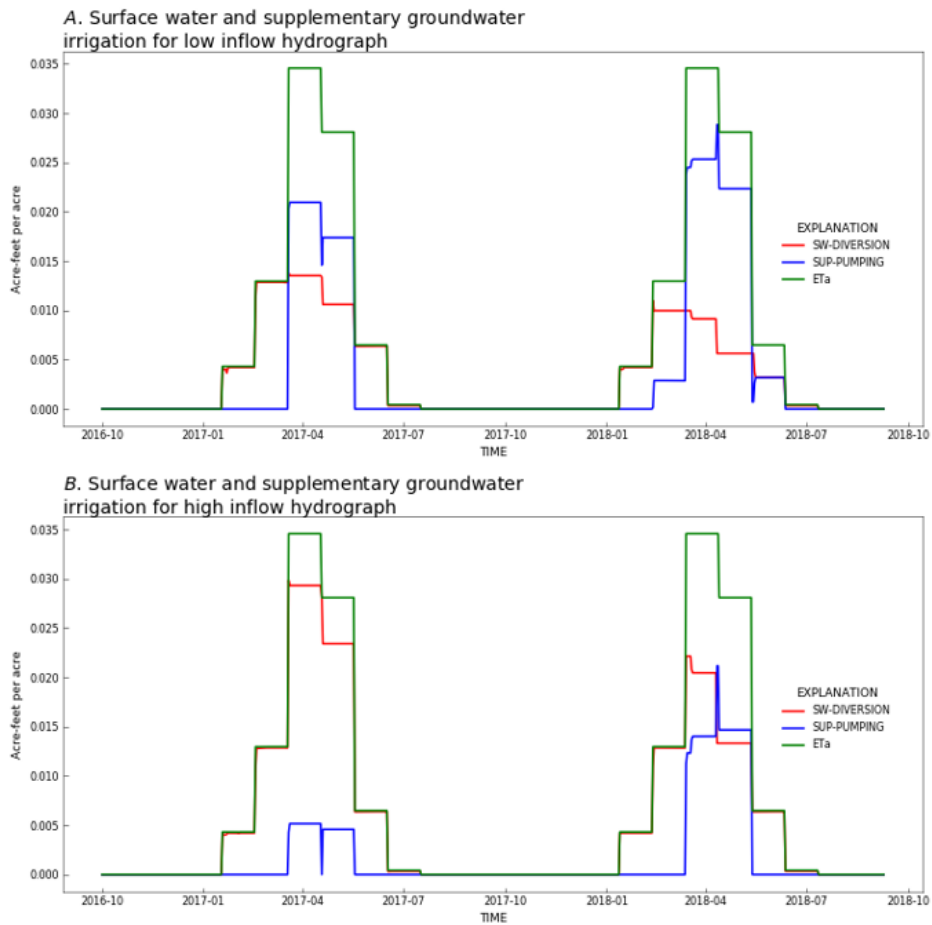 A. Surface water and supplementary groundwater
irrigation for low inflow hydrograph
0.035
0.030
0.025
0.020
0.015
0.010
0.005
0.000
Acre-feet per acre
EXPLANATION
SW-DIVERSION
SUP-PUMPING
ETa
2016-10 2017-01 2017-04 2017-07 2017-10 2018-01 2018-04 2018-07 2018-10
TIME
B. Surface water and supplementary groundwater
irrigation for high inflow hydrograph
0.035
0.030
0.025
0.020
0.015
0.010
0.005
0.000
Acre-feet per acre
EXPLANATION
SW-DIVERSION
SUP-PUMPING
ETa
2016-10 2017-01 2017-04 2017-07 2017-10 2018-01 2018-04 2018-07 2018-10
TIME